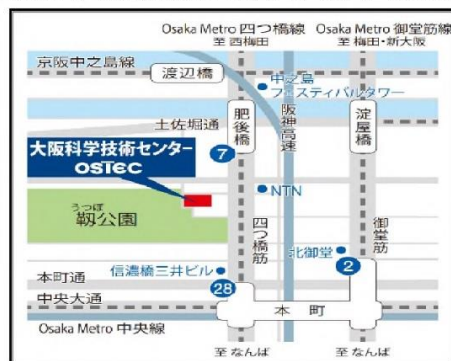 Osaka Metro 四つ橋線
至 西梅田
Osaka Metro 御堂筋線
至 梅田・新大阪
京阪中之島線
渡辺橋
中之島
フェスティバルタワー
土佐堀通
肥後橋
阪神高速
淀屋橋
大阪科学技術センター
OSTEC
7
NTN
うつぼ
靱公園
四つ橋筋
御堂筋
北御堂
2
本町通
信濃橋三井ビル
28
中央大通
本町
Osaka Metro 中央線
至 なんば
至 なんば